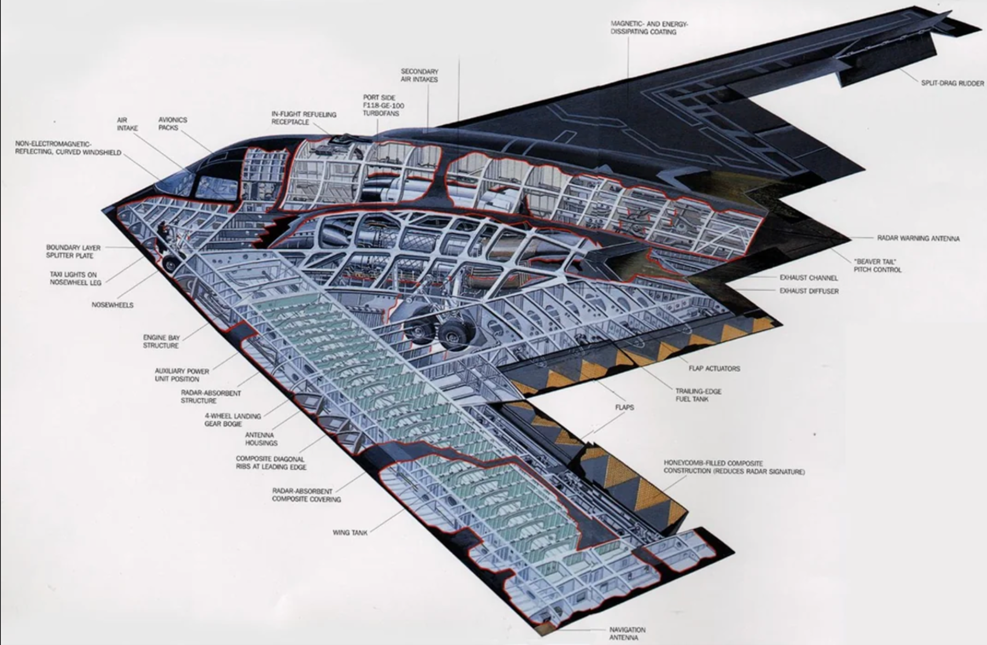 MAGNETIC- AND ENERGY-
DISSIPATING COATING
SPLIT-DRAG RUDDER
SECONDARY
AIR INTAKES
PORT SIDE
F118-GE-100
TURBOFANS
IN-FLIGHT REFUELING
RECEPTACLE
AIR
INTAKE
AVIONICS
PACKS
NON-ELECTROMAGNETIC-
REFLECTING, CURVED WINDSHIELD
BOUNDARY LAYER
SPLITTER PLATE
TAXI LIGHTS ON
NOSEWHEEL LEG
NOSEWHEELS
ENGINE BAY
STRUCTURE
AUXILIARY POWER
UNIT POSITION
RADAR-ABSORBENT
STRUCTURE
4-WHEEL LANDING
GEAR BOGIE
ANTENNA
HOUSINGS
COMPOSITE DIAGONAL
RIBS AT LEADING EDGE
RADAR-ABSORBENT
COMPOSITE COVERING
WING TANK
RADAR WARNING ANTENNA
"BEAVER TAIL"
PITCH CONTROL
EXHAUST CHANNEL
EXHAUST DIFFUSER
FLAP ACTUATORS
TRAILING-EDGE
FUEL TANK
FLAPS
HONEYCOMB-FILLED COMPOSITE
CONSTRUCTION (REDUCES RADAR SIGNATURE)
NAVIGATION
ANTENNA